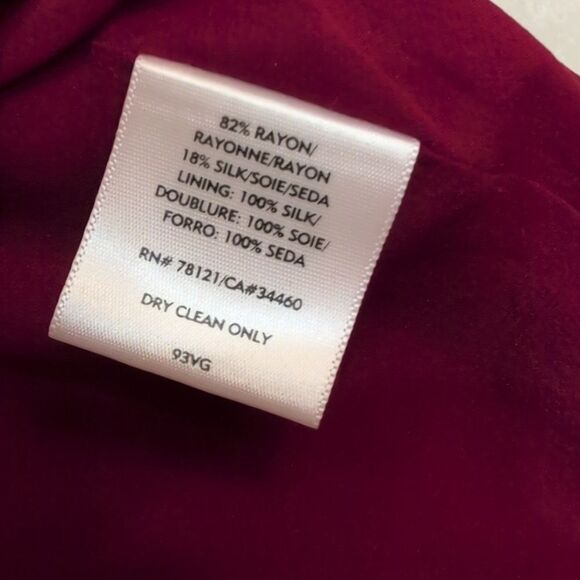 82% RAYON/
RAYONNE/RAYON
18% SILK/SOIE/SEDA
LINING: 100% SILK/
DOUBLURE: 100% SOIE/
FORRO: 100% SEDA
RN# 78121/CA#34460
DRY CLEAN ONLY
93VG